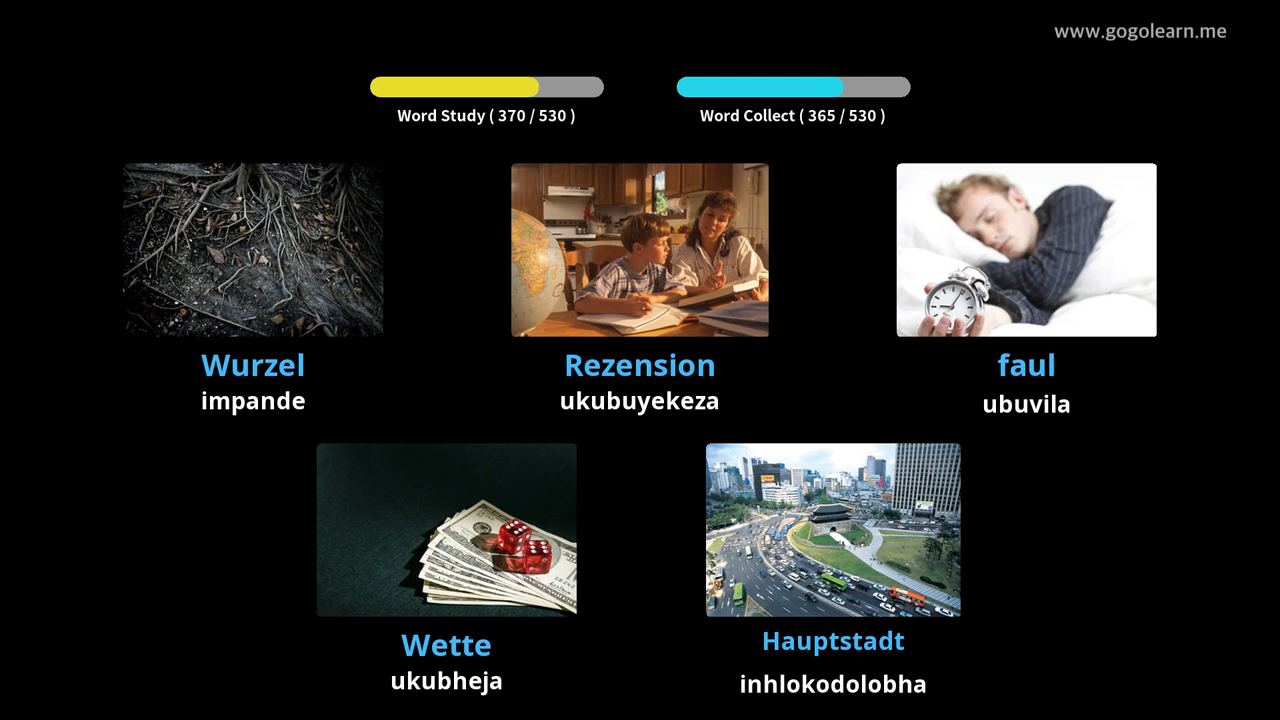 www.gogolearn.me
Word Study ( 370 / 530 )
Word Collect ( 365 / 530 )
Wurzel
impande
Rezension
ukubuyekeza
faul
ubuvila
Wette
ukubheja
Hauptstadt
inhlokodolobha